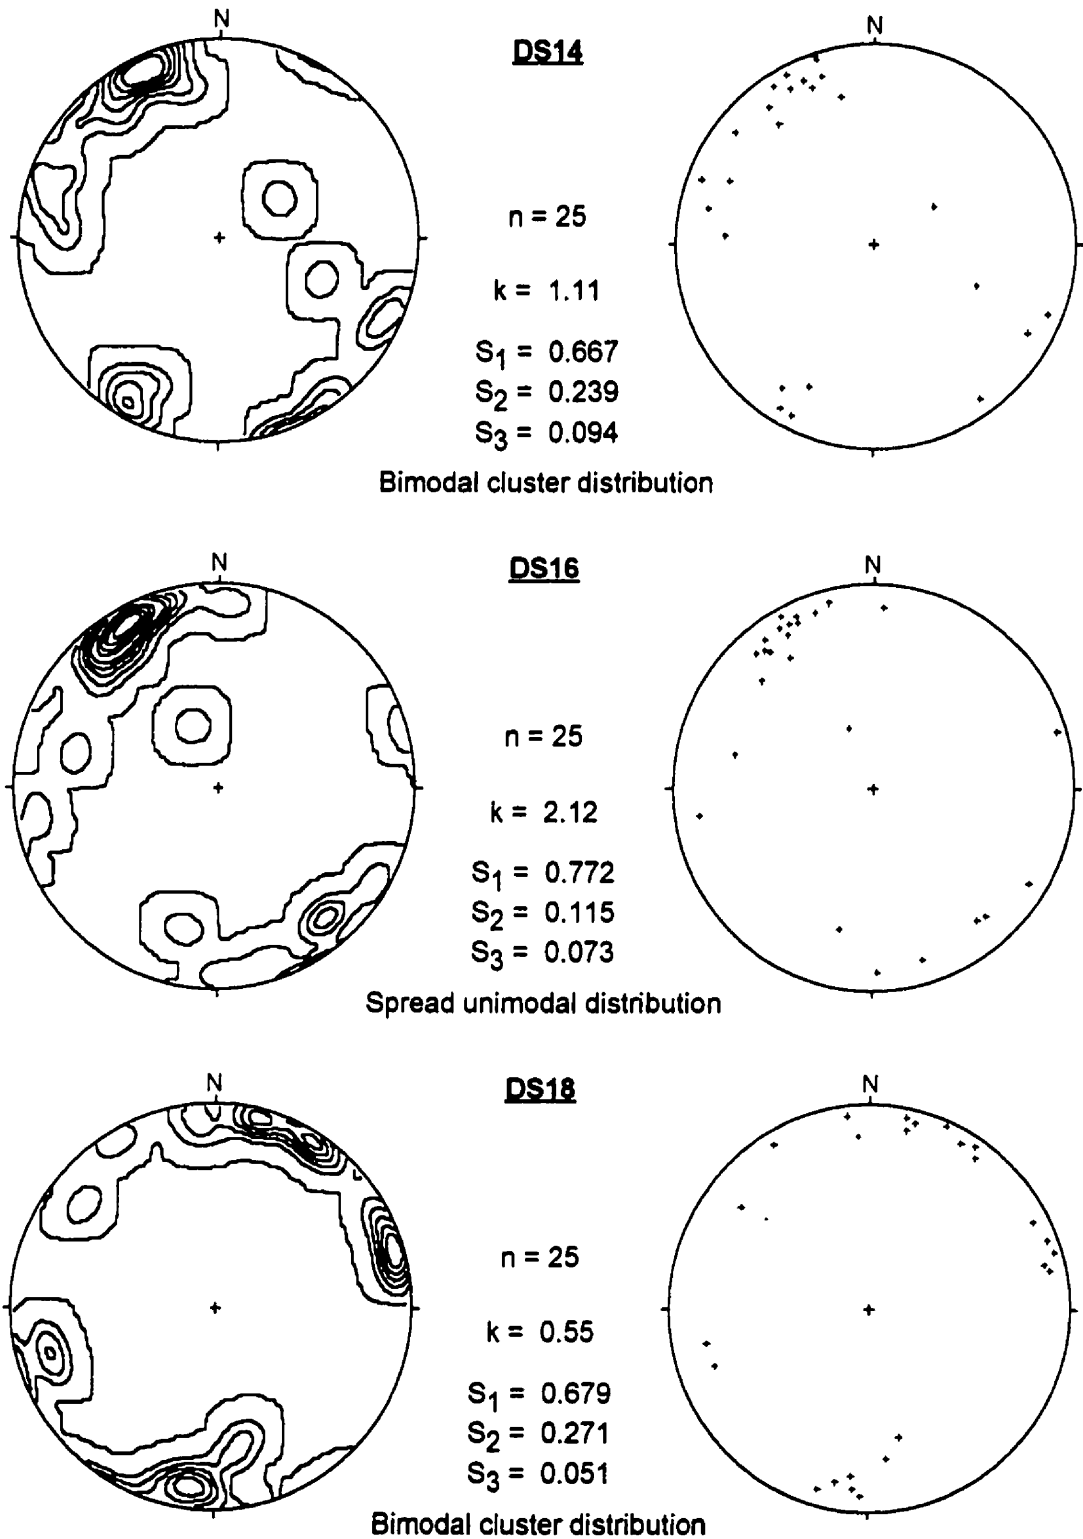 N
DS14
N
n = 25
k = 1.11
S1 = 0.667
S2 = 0.239
S3 = 0.094
Bimodal cluster distribution
N
DS16
N
n = 25
k = 2.12
S1 = 0.772
S2 = 0.115
S3 = 0.073
Spread unimodal distribution
N
DS18
N
n = 25
k = 0.55
S1 = 0.679
S2 = 0.271
S3 = 0.051
Bimodal cluster distribution